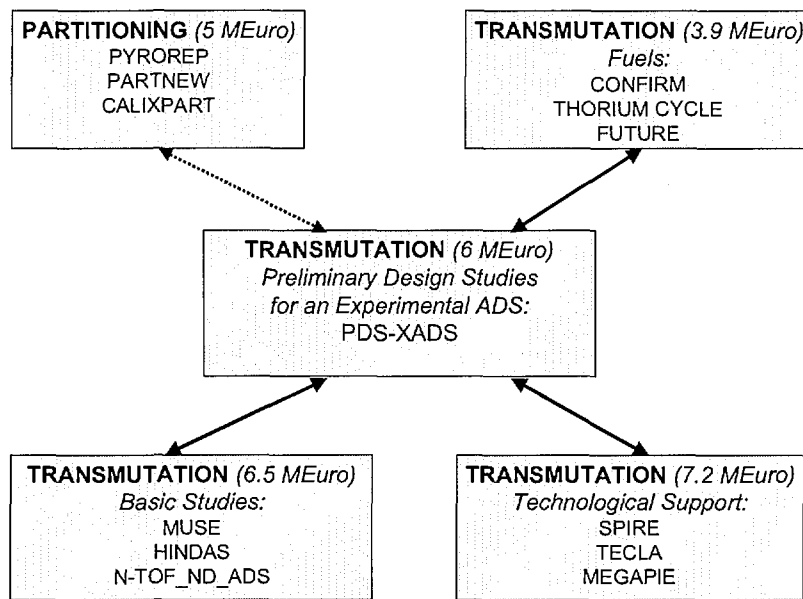 PARTITIONING (5 MEuro)
PYROREP
PARTNEW
CALIXPART
TRANSMUTATION (3.9 MEuro)
Fuels:
CONFIRM
THORIUM CYCLE
FUTURE
TRANSMUTATION (6 MEuro)
Preliminary Design Studies
for an Experimental ADS:
PDS-XADS
TRANSMUTATION (6.5 MEuro)
Basic Studies:
MUSE
HINDAS
N-TOF_ND_ADS
TRANSMUTATION (7.2 MEuro)
Technological Support:
SPIRE
TECLA
MEGAPIE